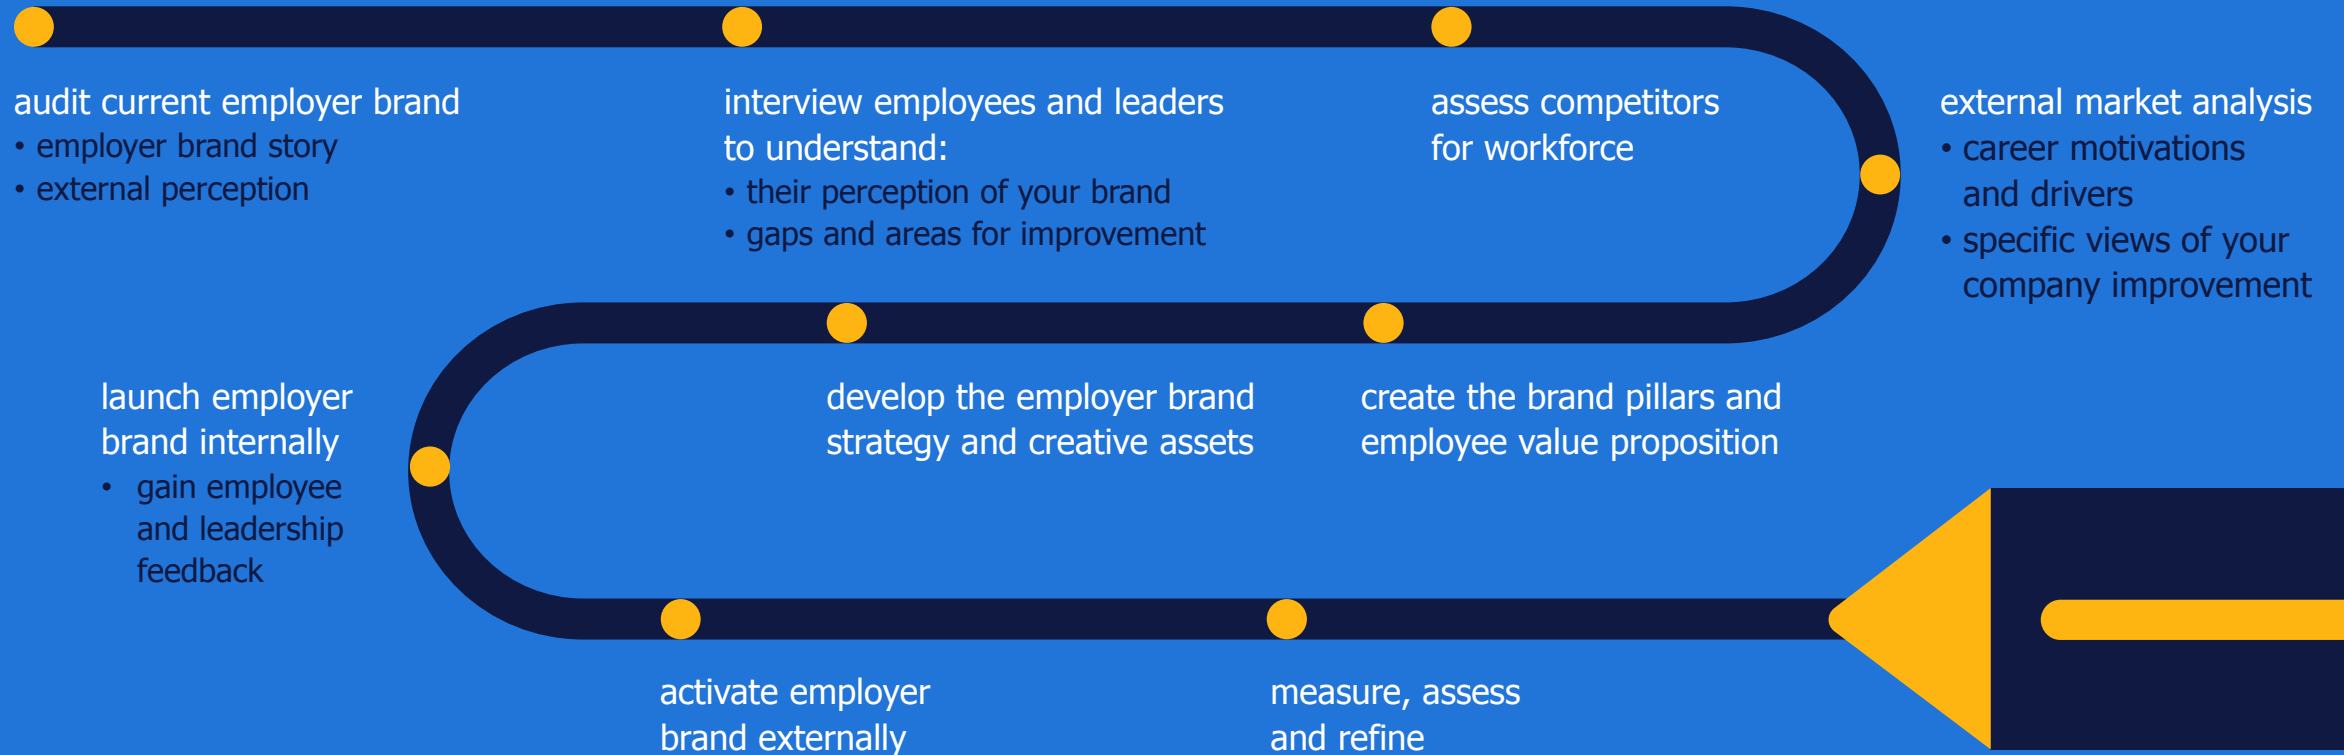 audit current employer brand
• employer brand story
• external perception
interview employees and leaders
to understand:
• their perception of your brand
• gaps and areas for improvement
assess competitors
for workforce
external market analysis
• career motivations
and drivers
• specific views of your
company improvement
create the brand pillars and
employee value proposition
develop the employer brand
strategy and creative assets
launch employer
brand internally
• gain employee
and leadership
feedback
activate employer
brand externally
measure, assess
and refine